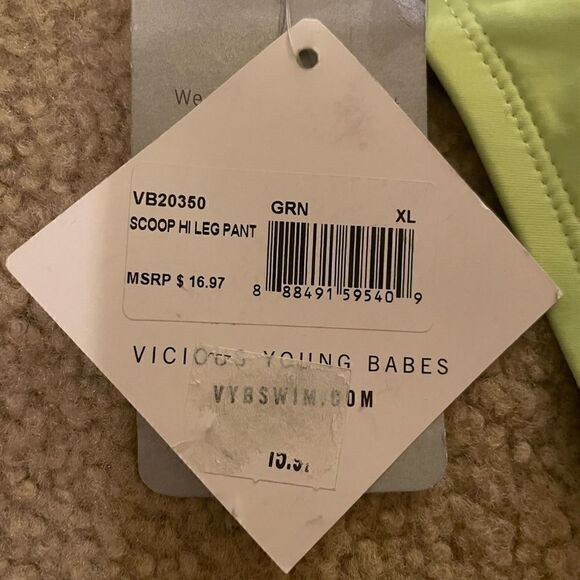 We
VB20350 GRN XL
SCOOP HI LEG PANT
MSRP $ 16.97
8 88491 59540 9
VICIOUS YOUNG BABES
VYBSWIM.COM